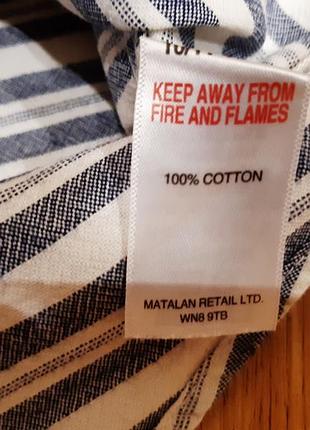 KEEP AWAY FROM
FIRE AND FLAMES
100% COTTON
MATALAN RETAIL LTD.
WN8 9TB